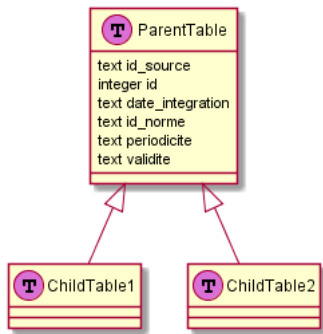 T ParentTable
text id_source
integer id
text date_integration
text id_norme
text periodicite
text validite
T ChildTable1
T ChildTable2